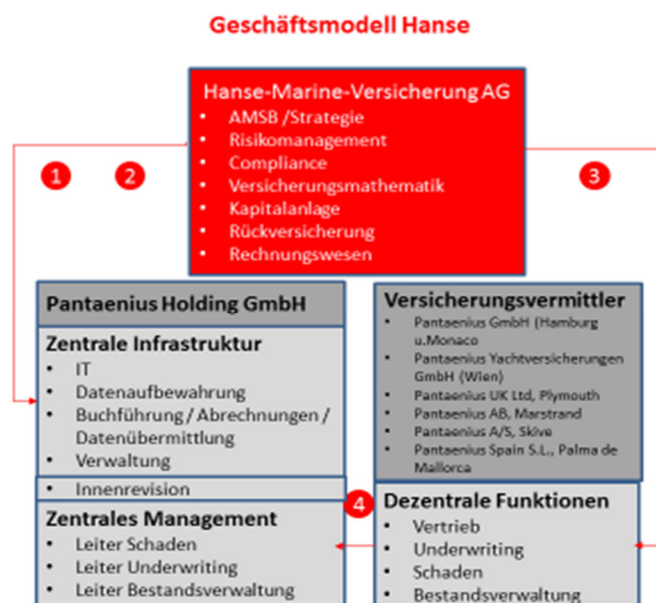 Geschäftsmodell Hanse
Hanse-Marine-Versicherung AG
• AMSB /Strategie
• Risikomanagement
• Compliance
• Versicherungsmathematik
• Kapitalanlage
• Rückversicherung
• Rechnungswesen
1
2
3
Pantaenius Holding GmbH
Zentrale Infrastruktur
• IT
• Datenaufbewahrung
• Buchführung / Abrechnungen /
Datenübermittlung
• Verwaltung
• Innenrevision
Zentrales Management
• Leiter Schaden
• Leiter Underwriting
• Leiter Bestandsverwaltung
Versicherungsvermittler
• Pantaenius GmbH (Hamburg
u.Monaco
• Pantaenius Yachtversicherungen
GmbH (Wien)
• Pantaenius UK Ltd, Plymouth
• Pantaenius AB, Marstrand
• Pantaenius A/S, Skive
• Pantaenius Spain S.L., Palma de
Mallorca
4
Dezentrale Funktionen
• Vertrieb
• Underwriting
• Schaden
• Bestandsverwaltung